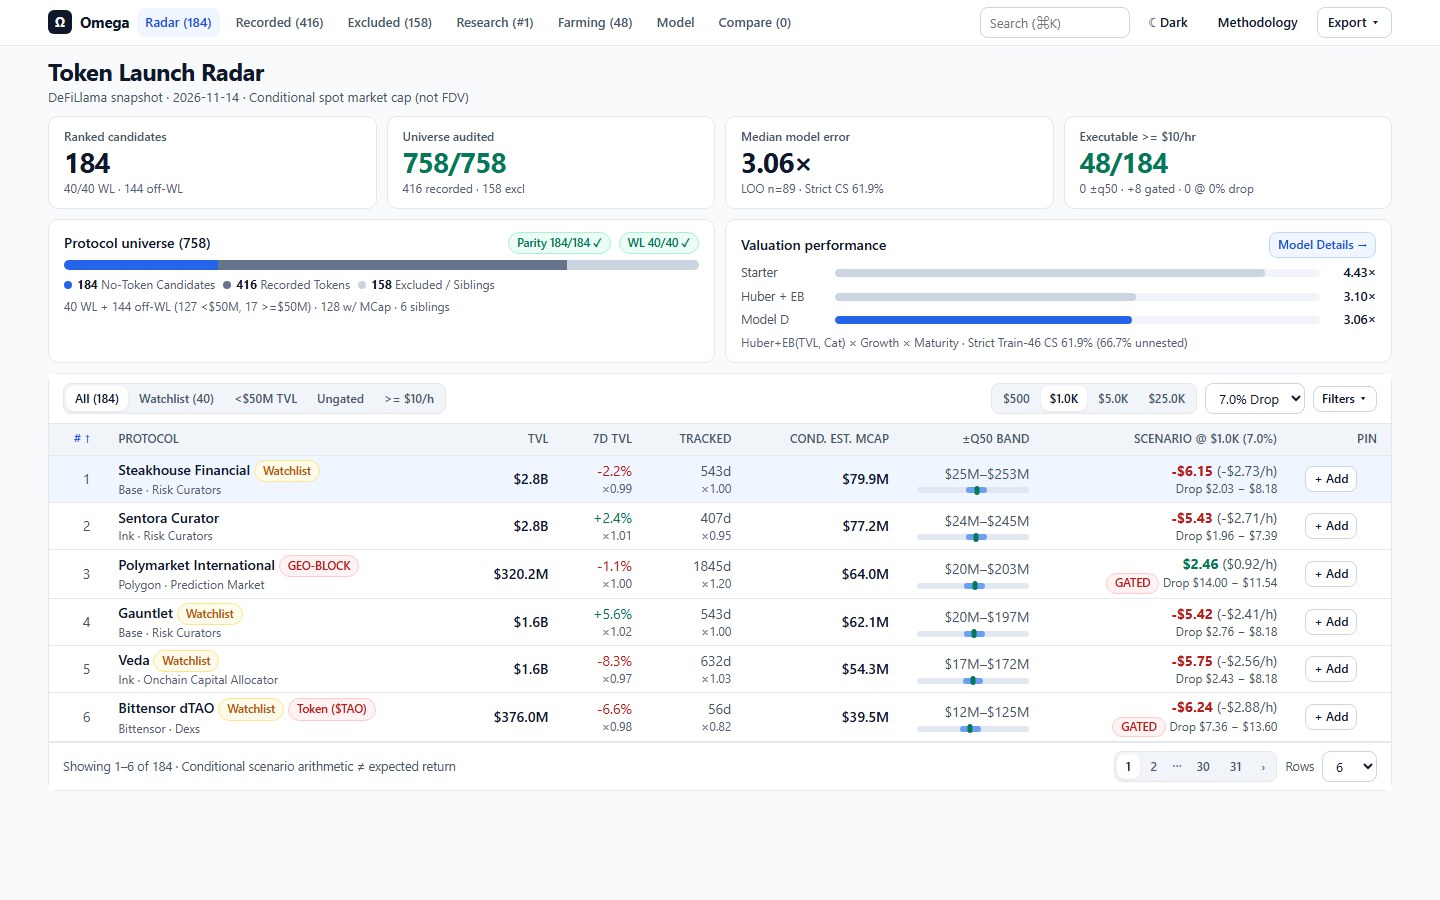 Ω Omega Radar (184) Recorded (416) Excluded (158) Research (#1) Farming (48) Model Compare (0) Search (⌘K) ☾ Dark Methodology Export ▾
Token Launch Radar
DeFiLlama snapshot · 2026-11-14 · Conditional spot market cap (not FDV)
Ranked candidates
184
40/40 WL · 144 off-WL
Universe audited
758/758
416 recorded · 158 excl
Median model error
3.06×
LOO n=89 · Strict CS 61.9%
Executable >= $10/hr
48/184
0 ±q50 · +8 gated · 0 @ 0% drop
Protocol universe (758) Parity 184/184 ✓ WL 40/40 ✓
184 No-Token Candidates 416 Recorded Tokens 158 Excluded / Siblings
40 WL + 144 off-WL (127 <$50M, 17 >=$50M) · 128 w/ MCap · 6 siblings
Valuation performance Model Details →
Starter 4.43×
Huber + EB 3.10×
Model D 3.06×
Huber+EB(TVL, Cat) × Growth × Maturity · Strict Train-46 CS 61.9% (66.7% unnested)
All (184) Watchlist (40) <$50M TVL Ungated >= $10/h $500 $1.0K $5.0K $25.0K 7.0% Drop Filters ▾
# ↑ PROTOCOL TVL 7D TVL TRACKED COND. EST. MCAP ±Q50 BAND SCENARIO @ $1.0K (7.0%) PIN
1 Steakhouse Financial Watchlist $2.8B -2.2% 543d $79.9M $25M–$253M -$6.15 (-$2.73/h) + Add
Base · Risk Curators ×0.99 ×1.00 Drop $2.03 – $8.18
2 Sentora Curator $2.8B +2.4% 407d $77.2M $24M–$245M -$5.43 (-$2.71/h) + Add
Ink · Risk Curators ×1.01 ×0.95 Drop $1.96 – $7.39
3 Polymarket International GEO-BLOCK $320.2M -1.1% 1845d $64.0M $20M–$203M $2.46 ($0.92/h) + Add
Polygon · Prediction Market ×1.00 ×1.20 GATED Drop $14.00 – $11.54
4 Gauntlet Watchlist $1.6B +5.6% 543d $62.1M $20M–$197M -$5.42 (-$2.41/h) + Add
Base · Risk Curators ×1.02 ×1.00 Drop $2.76 – $8.18
5 Veda Watchlist $1.6B -8.3% 632d $54.3M $17M–$172M -$5.75 (-$2.56/h) + Add
Ink · Onchain Capital Allocator ×0.97 ×1.03 Drop $2.43 – $8.18
6 Bittensor dTAO Watchlist Token ($TAO) $376.0M -6.6% 56d $39.5M $12M–$125M -$6.24 (-$2.88/h) + Add
Bittensor · Dexs ×0.98 ×0.82 GATED Drop $7.36 – $13.60
Showing 1–6 of 184 · Conditional scenario arithmetic ≠ expected return 1 2 ··· 30 31 › Rows 6